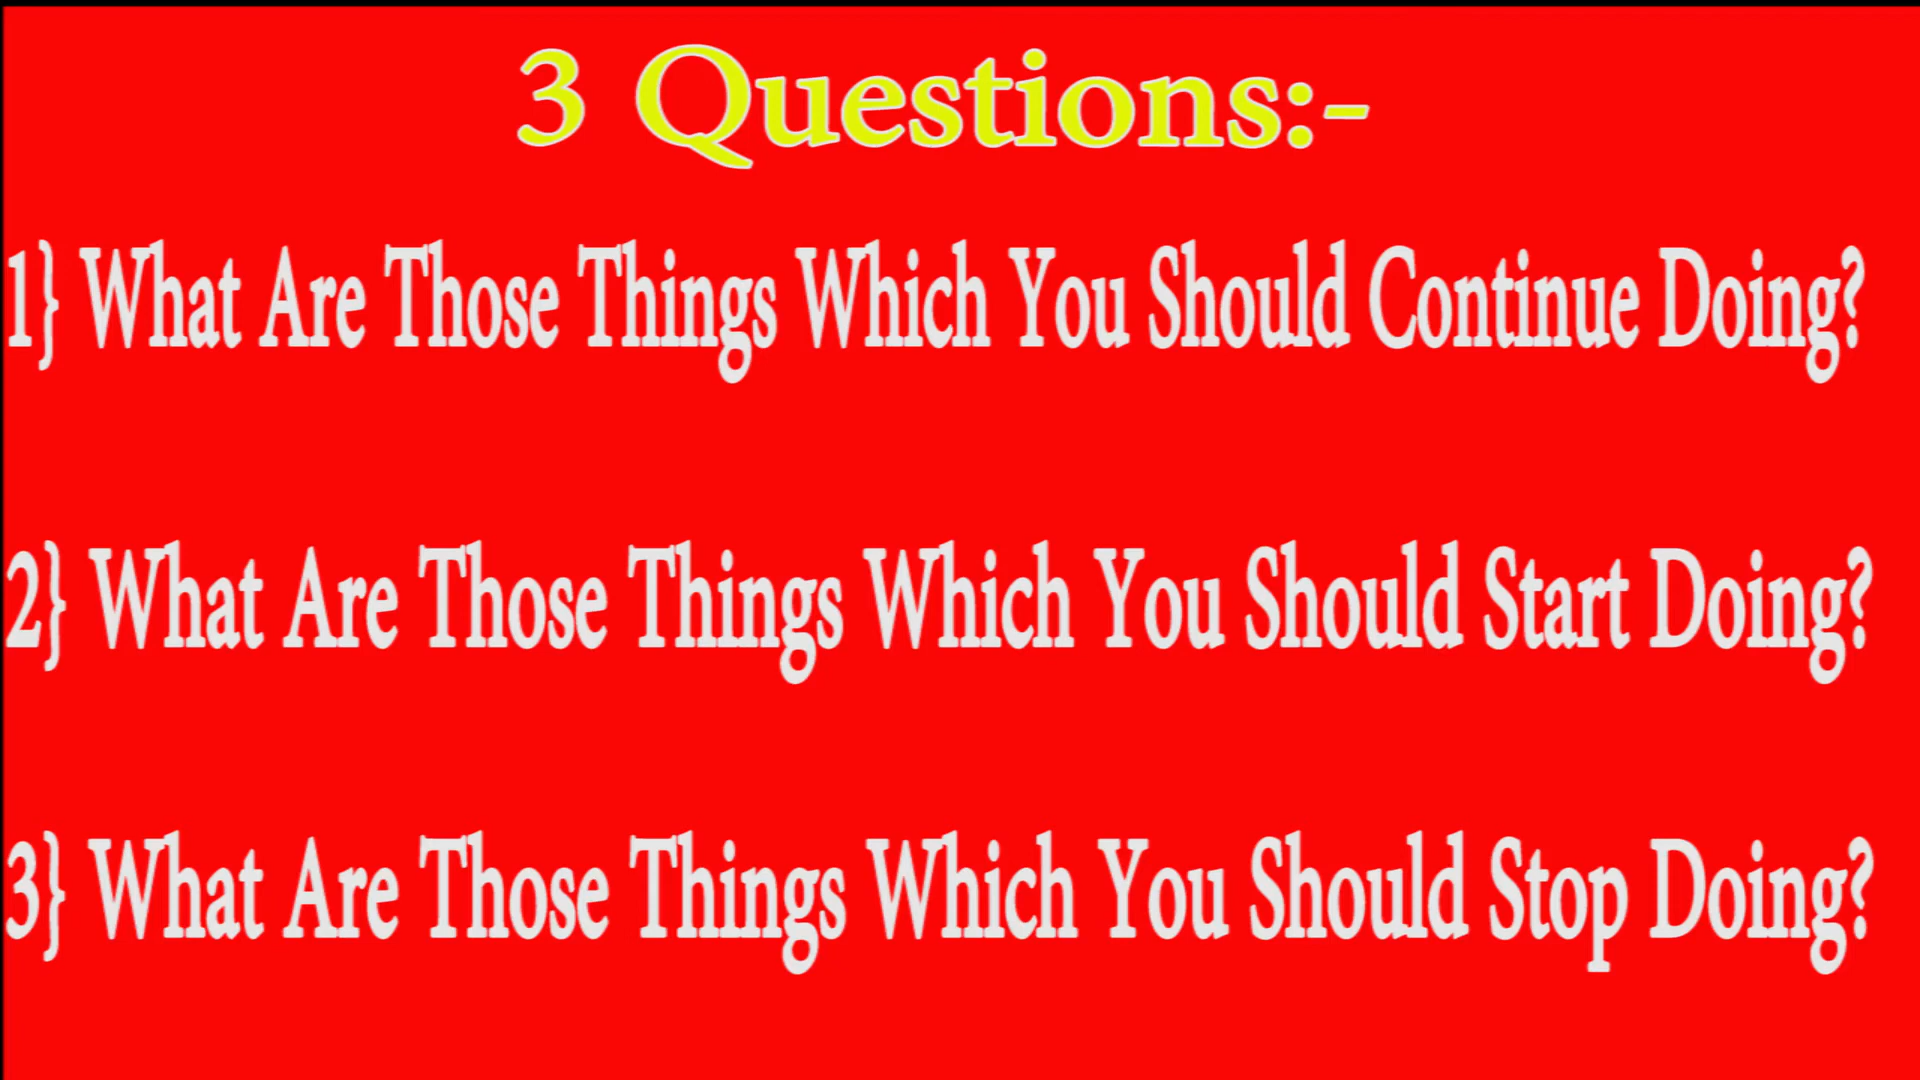 3 Questions:-
1} What Are Those Things Which You Should Continue Doing?
2} What Are Those Things Which You Should Start Doing?
3} What Are Those Things Which You Should Stop Doing?